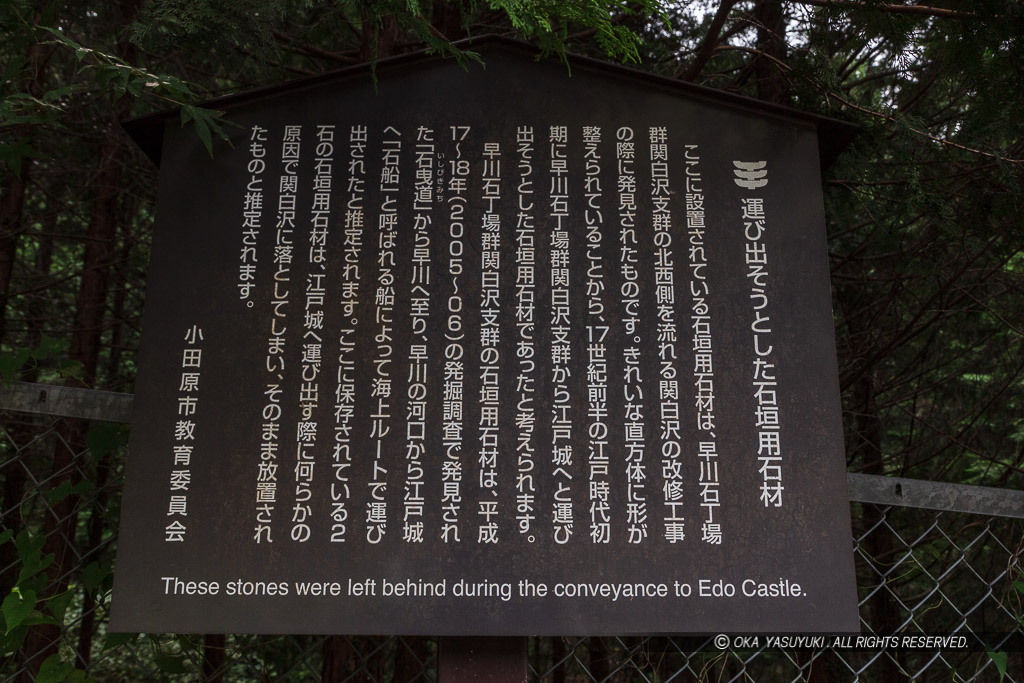 運び出そうとした石垣用石材
ここに設置されている石垣用石材は、早川石丁場
群関白沢支群の北西側を流れる関白沢の改修工事
の際に発見されたものです。きれいな直方体に形が
整えられていることから、17世紀前半の江戸時代初
期に早川石丁場群関白沢支群から江戸城へと運び
出そうとした石垣用石材であったと考えられます。
早川石丁場群関白沢支群の石垣用石材は、平成
17〜18年(2005〜06)の発掘調査で発見され
た「石曳道」から早川へ至り、早川の河口から江戸城
いしびきみち
へ「石船」と呼ばれる船によって海上ルートで運び
出されたと推定されます。ここに保存されている2
石の石垣用石材は、江戸城へ運び出す際に何らかの
原因で関白沢に落としてしまい、そのまま放置され
たものと推定されます。
小田原市教育委員会
These stones were left behind during the conveyance to Edo Castle.
© OKA YASUYUKI . ALL RIGHTS RESERVED.